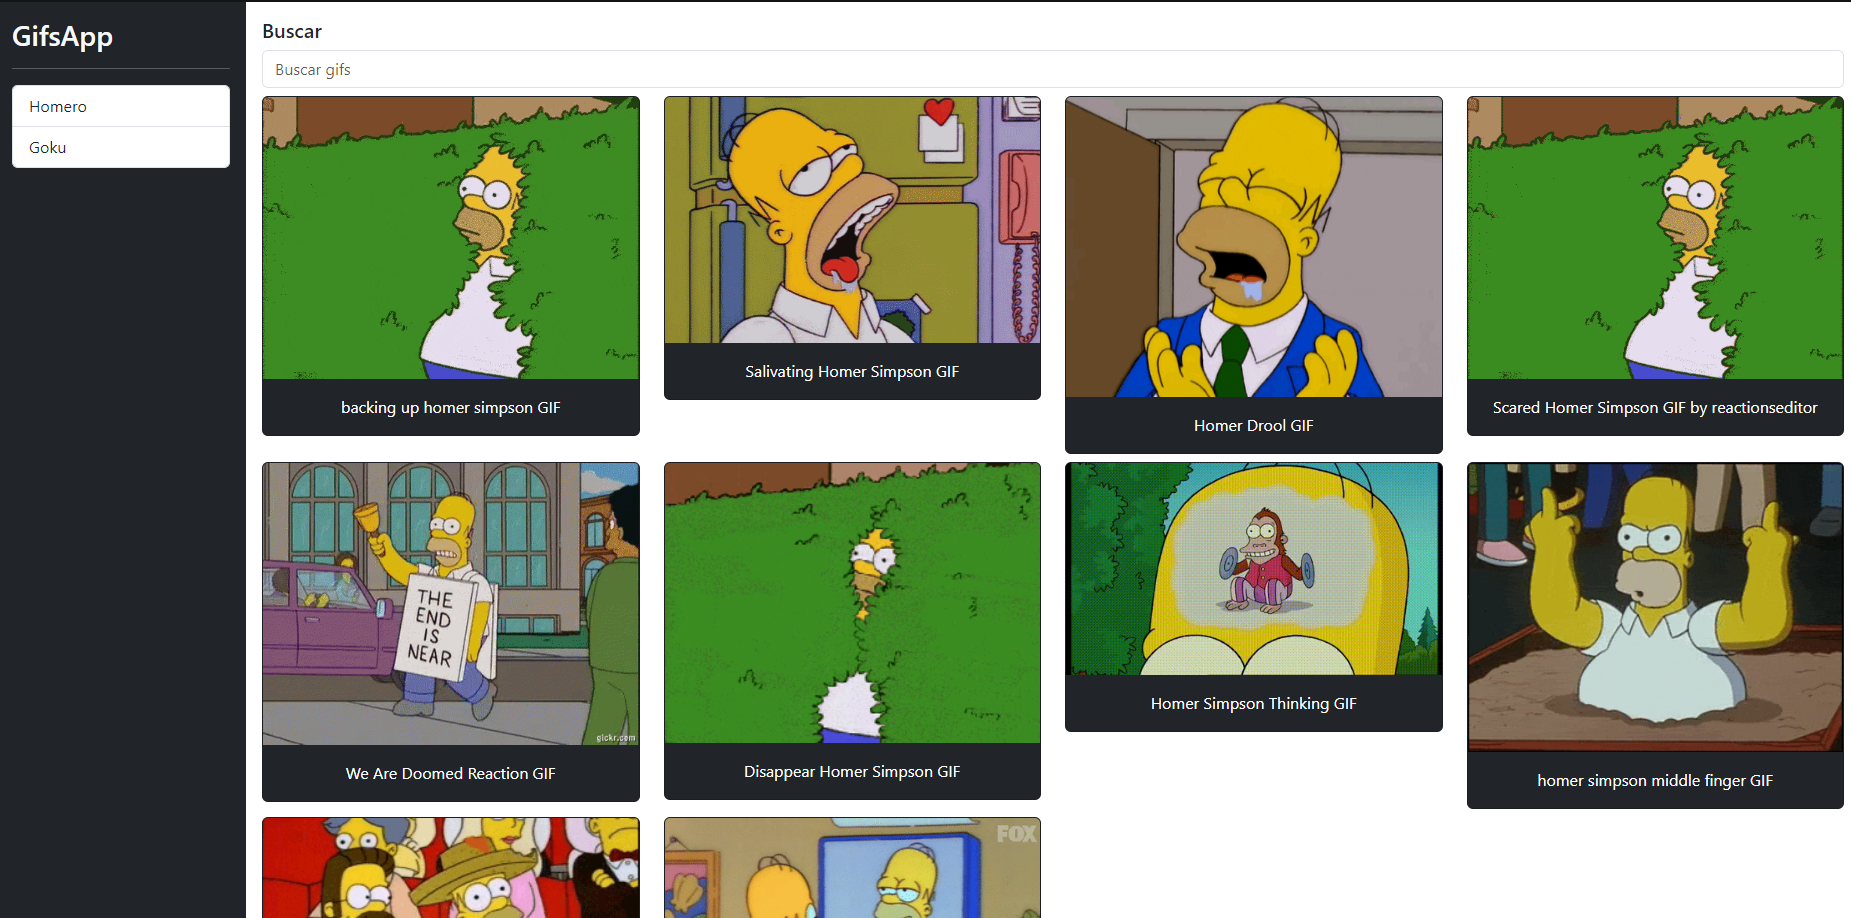 GifsApp
Homero
Goku
Buscar
Buscar gifs
backing up homer simpson GIF
Salivating Homer Simpson GIF
Homer Drool GIF
Scared Homer Simpson GIF by reactionseditor
THE
END
IS
NEAR
gickr.com
We Are Doomed Reaction GIF
Disappear Homer Simpson GIF
Homer Simpson Thinking GIF
homer simpson middle finger GIF
FOX